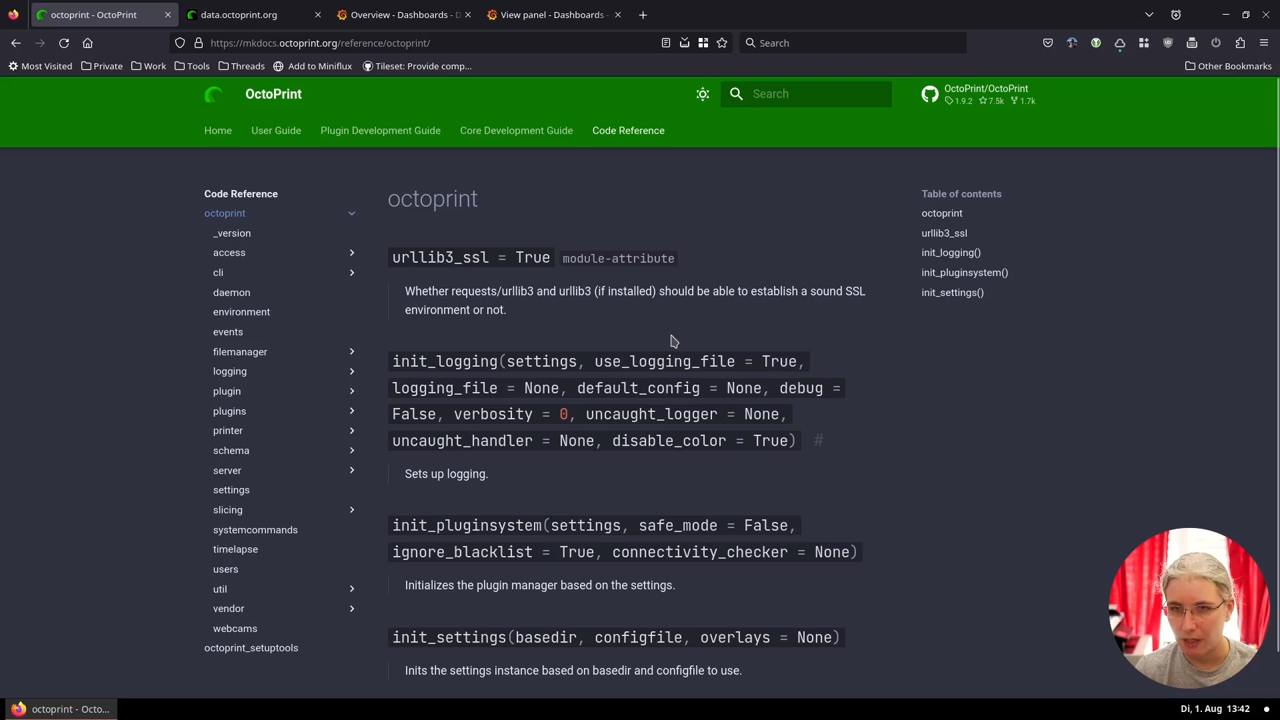 octoprint - OctoPrint
data.octoprint.org
Overview - Dashboards - D
View panel - Dashboards -
https://mkdocs.octoprint.org/reference/octoprint/
Search
Most Visited
Private
Work
Tools
Threads
Add to Miniflux
Tileset: Provide comp...
Other Bookmarks
OctoPrint
Search
OctoPrint/OctoPrint
1.9.2 7.5k 1.7k
Home
User Guide
Plugin Development Guide
Core Development Guide
Code Reference
Code Reference
octoprint
_version
access
cli
daemon
environment
events
filemanager
logging
plugin
plugins
printer
schema
server
settings
slicing
systemcommands
timelapse
users
util
vendor
webcams
octoprint_setuptools
octoprint
urllib3_ssl = True module-attribute
Whether requests/urllib3 and urllib3 (if installed) should be able to establish a sound SSL
environment or not.
init_logging(settings, use_logging_file = True,
logging_file = None, default_config = None, debug =
False, verbosity = 0, uncaught_logger = None,
uncaught_handler = None, disable_color = True) #
Sets up logging.
init_pluginsystem(settings, safe_mode = False,
ignore_blacklist = True, connectivity_checker = None)
Initializes the plugin manager based on the settings.
init_settings(basedir, configfile, overlays = None)
Inits the settings instance based on basedir and configfile to use.
Table of contents
octoprint
urllib3_ssl
init_logging()
init_pluginsystem()
init_settings()
octoprint - Octo...
Di, 1. Aug 13:42